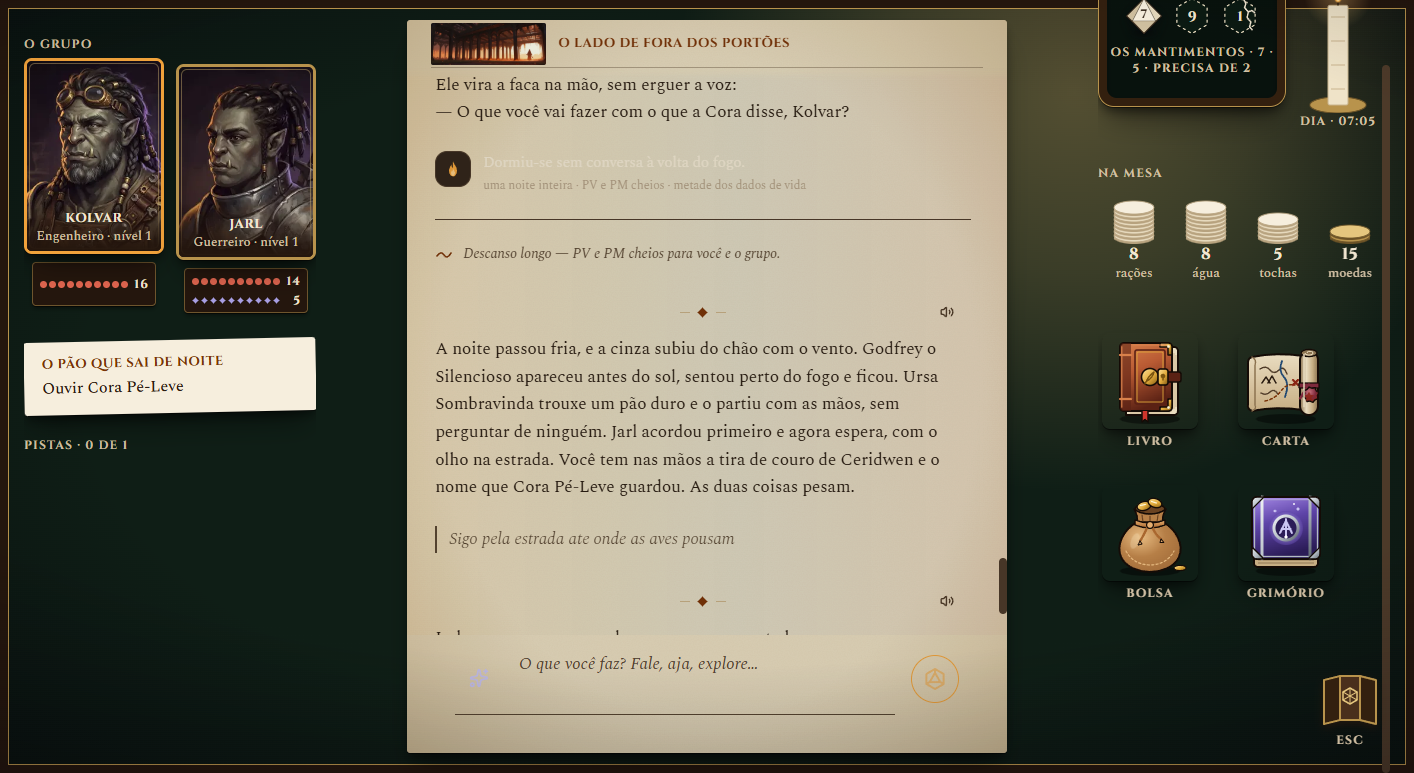 O GRUPO
KOLVAR
Engenheiro · nível 1
16
JARL
Guerreiro · nível 1
14
5
O PÃO QUE SAI DE NOITE
Ouvir Cora Pé-Leve
PISTAS · 0 DE 1
O LADO DE FORA DOS PORTÕES
Ele vira a faca na mão, sem erguer a voz:
— O que você vai fazer com o que a Cora disse, Kolvar?
Dormiu-se sem conversa à volta do fogo.
uma noite inteira · PV e PM cheios · metade dos dados de vida
Descanso longo — PV e PM cheios para você e o grupo.
A noite passou fria, e a cinza subiu do chão com o vento. Godfrey o
Silencioso apareceu antes do sol, sentou perto do fogo e ficou. Ursa
Sombravinda trouxe um pão duro e o partiu com as mãos, sem
perguntar de ninguém. Jarl acordou primeiro e agora espera, com o
olho na estrada. Você tem nas mãos a tira de couro de Ceridwen e o
nome que Cora Pé-Leve guardou. As duas coisas pesam.
Sigo pela estrada ate onde as aves pousam
O que você faz? Fale, aja, explore...
7
9
OS MANTIMENTOS · 7 ·
5 · PRECISA DE 2
DIA · 07:05
NA MESA
8
rações
8
água
5
tochas
15
moedas
LIVRO
CARTA
BOLSA
GRIMÓRIO
ESC